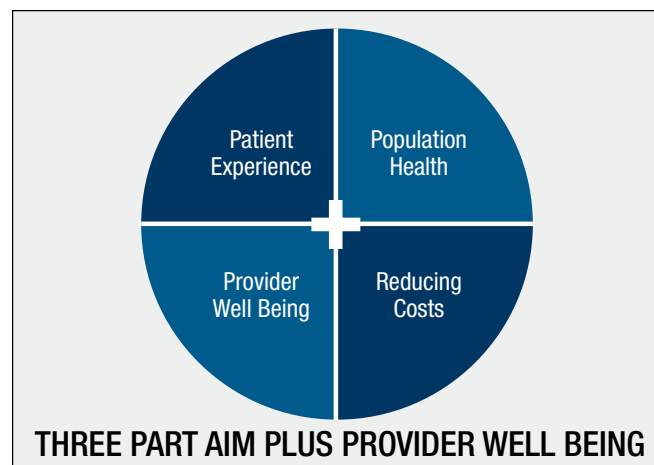 Patient
Experience
Population
Health
Provider
Well Being
Reducing
Costs
THREE PART AIM PLUS PROVIDER WELL BEING